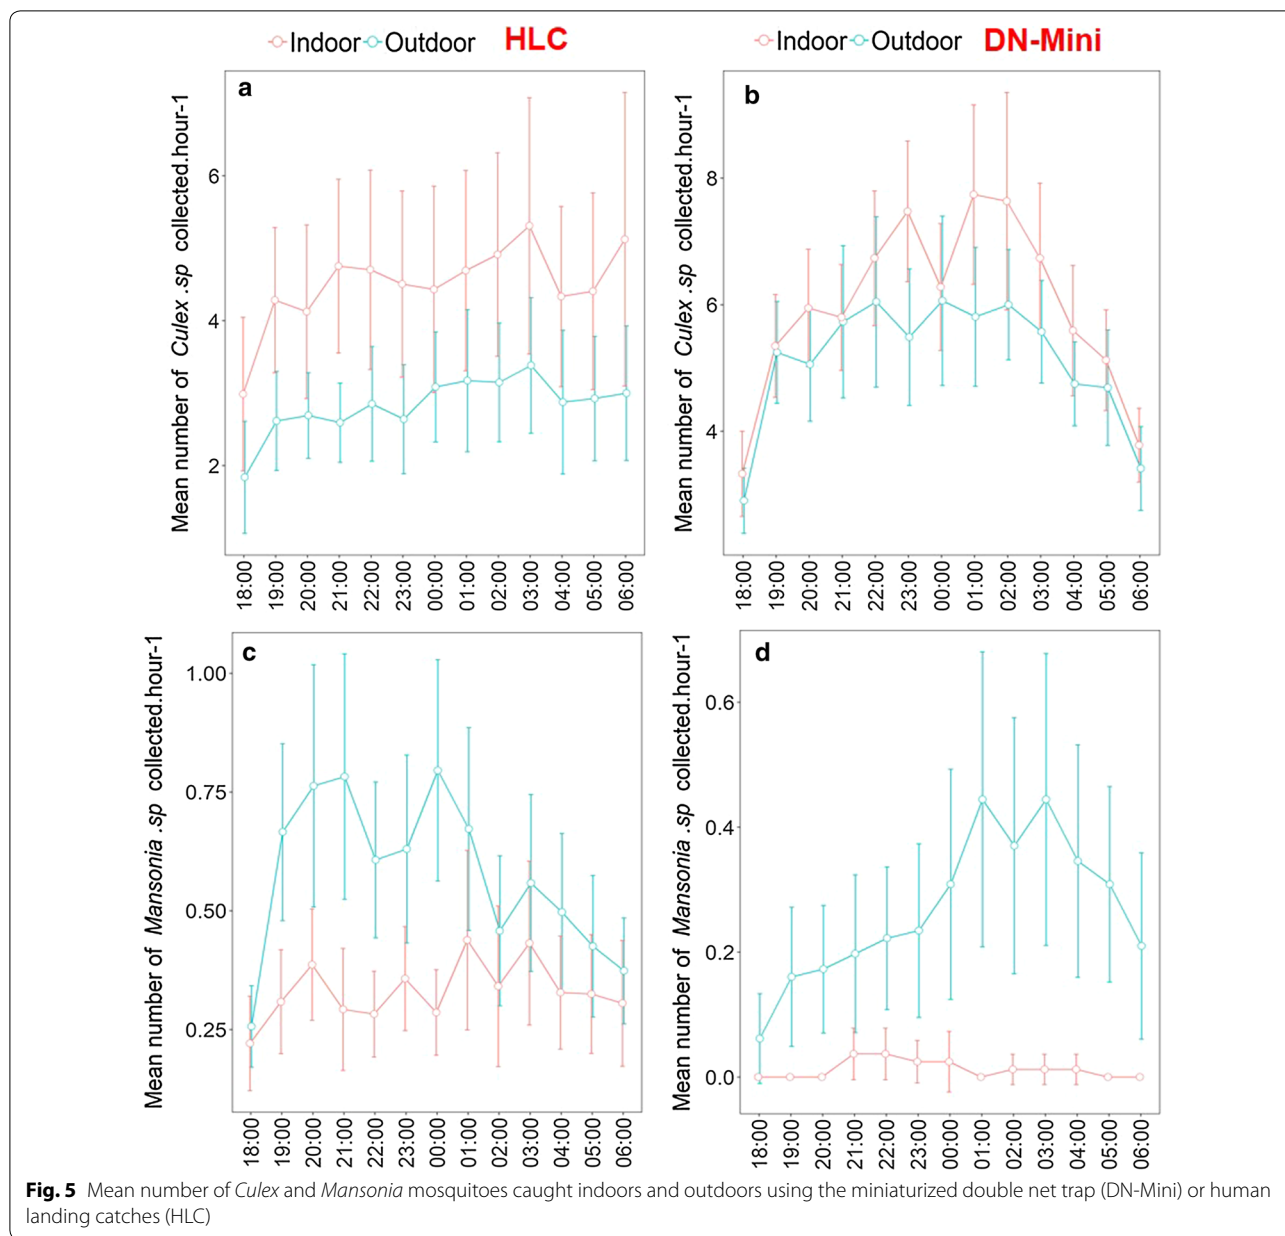 Indoor Outdoor HLC
Indoor Outdoor DN-Mini
a
Mean number of Culex .sp collected.hour-1
6
4
2
18:00 19:00 20:00 21:00 22:00 23:00 00:00 01:00 02:00 03:00 04:00 05:00 06:00
b
Mean number of Culex .sp collected.hour-1
8
6
4
18:00 19:00 20:00 21:00 22:00 23:00 00:00 01:00 02:00 03:00 04:00 05:00 06:00
c
Mean number of Mansonia .sp collected.hour-1
1.00
0.75
0.50
0.25
18:00 19:00 20:00 21:00 22:00 23:00 00:00 01:00 02:00 03:00 04:00 05:00 06:00
d
Mean number of Mansonia .sp collected.hour-1
0.6
0.4
0.2
0.0
18:00 19:00 20:00 21:00 22:00 23:00 00:00 01:00 02:00 03:00 04:00 05:00 06:00
Fig. 5 Mean number of Culex and Mansonia mosquitoes caught indoors and outdoors using the miniaturized double net trap (DN-Mini) or human
landing catches (HLC)